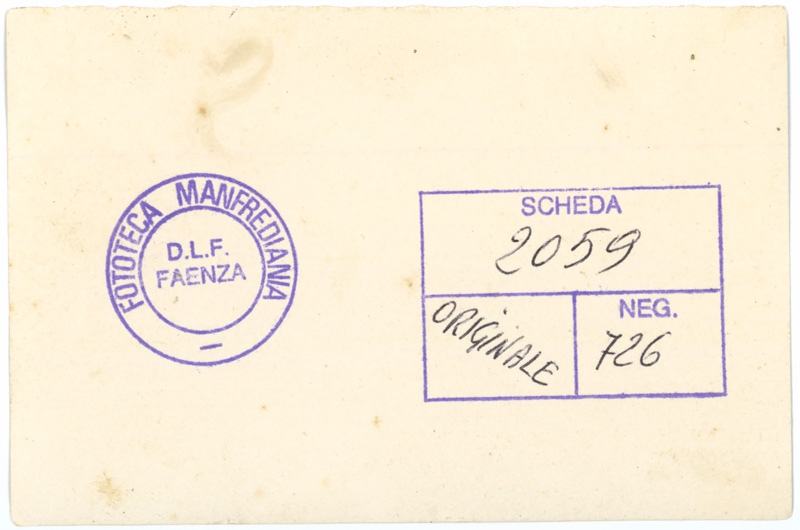 FOTOTECA MANFREDIANA
D.L.F.
FAENZA
SCHEDA
2059
ORIGINALE
NEG.
726